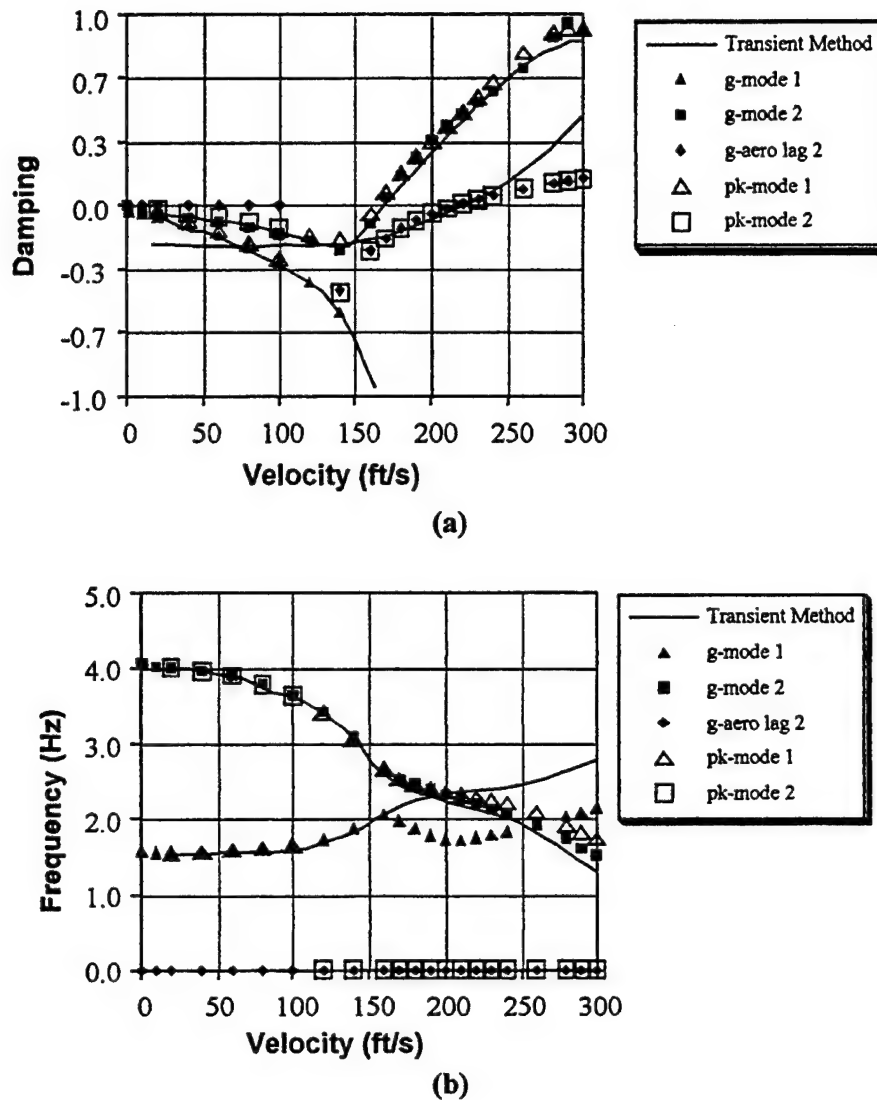 1.0
0.7
0.3
0.0
-0.3
-0.7
-1.0
Damping
0 50 100 150 200 250 300
Velocity (ft/s)
Transient Method
g-mode 1
g-mode 2
g-aero lag 2
pk-mode 1
pk-mode 2
(a)
5.0
4.0
3.0
2.0
1.0
0.0
Frequency (Hz)
0 50 100 150 200 250 300
Velocity (ft/s)
Transient Method
g-mode 1
g-mode 2
g-aero lag 2
pk-mode 1
pk-mode 2
(b)